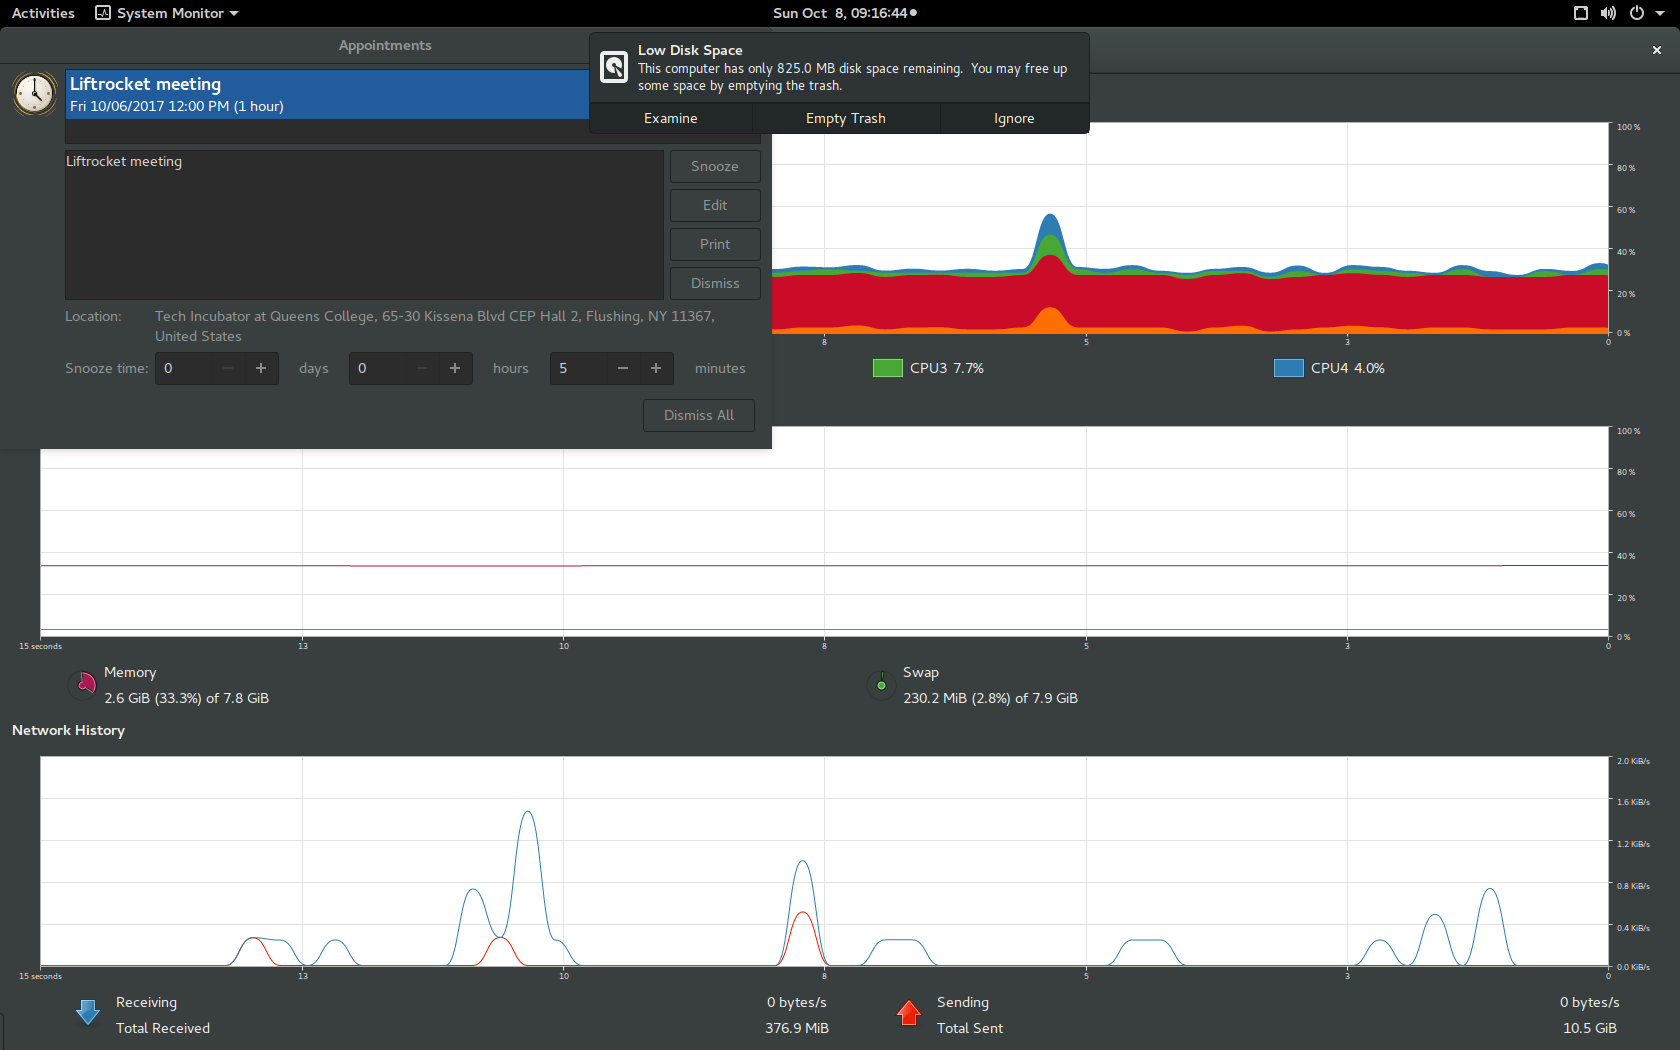 Activities
System Monitor
Sun Oct  8, 09:16:44
Appointments
Liftrocket meeting
Fri 10/06/2017 12:00 PM (1 hour)
Low Disk Space
This computer has only 825.0 MB disk space remaining.  You may free up
some space by emptying the trash.
Examine
Empty Trash
Ignore
Liftrocket meeting
Snooze
Edit
Print
Dismiss
Location:
Tech Incubator at Queens College, 65-30 Kissena Blvd CEP Hall 2, Flushing, NY 11367,
United States
Snooze time:
0
days
0
hours
5
minutes
Dismiss All
100 %
80 %
60 %
40 %
20 %
0 %
8
5
3
0
CPU3 7.7%
CPU4 4.0%
100 %
80 %
60 %
40 %
20 %
0 %
15 seconds
13
10
8
5
3
0
Memory
2.6 GiB (33.3%) of 7.8 GiB
Swap
230.2 MiB (2.8%) of 7.9 GiB
Network History
2.0 KiB/s
1.6 KiB/s
1.2 KiB/s
0.8 KiB/s
0.4 KiB/s
0.0 KiB/s
15 seconds
13
10
8
5
3
0
Receiving
0 bytes/s
Total Received
376.9 MiB
Sending
0 bytes/s
Total Sent
10.5 GiB